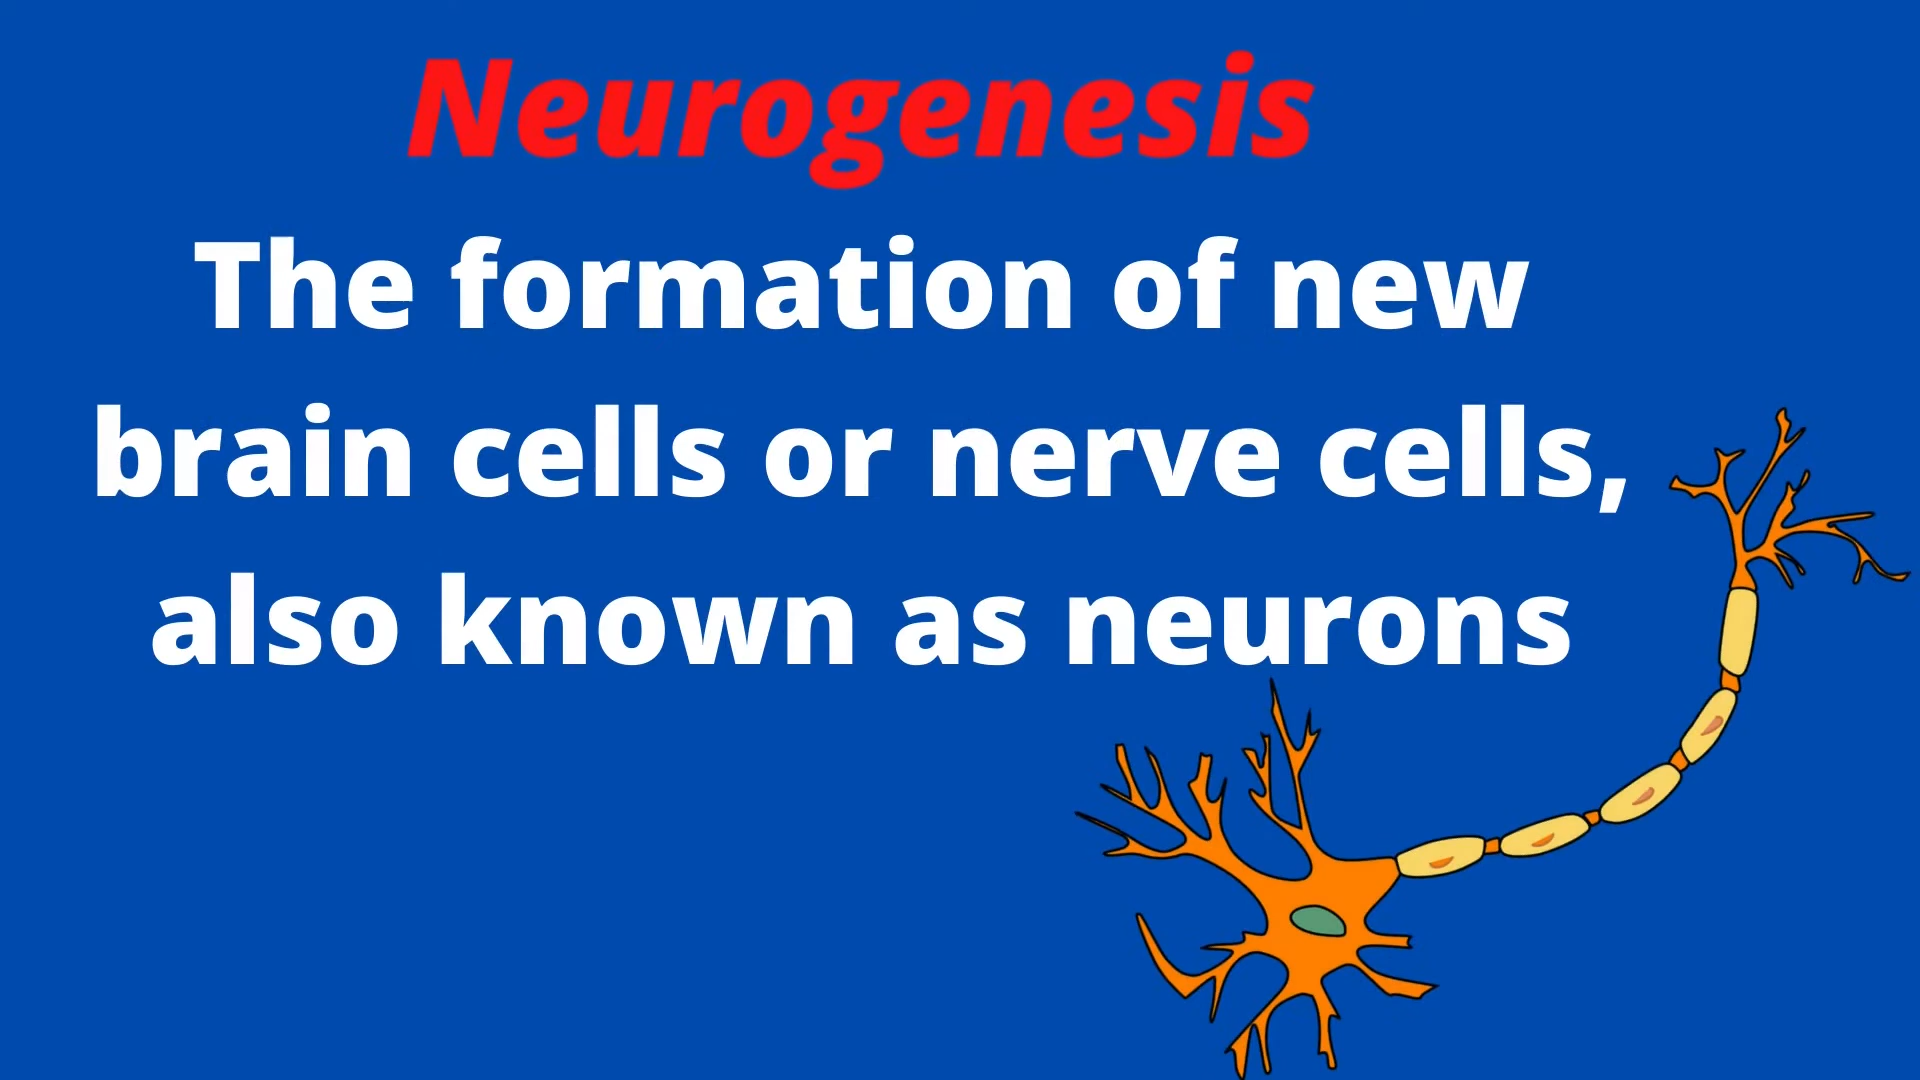 Neurogenesis
The formation of new
brain cells or nerve cells,
also known as neurons